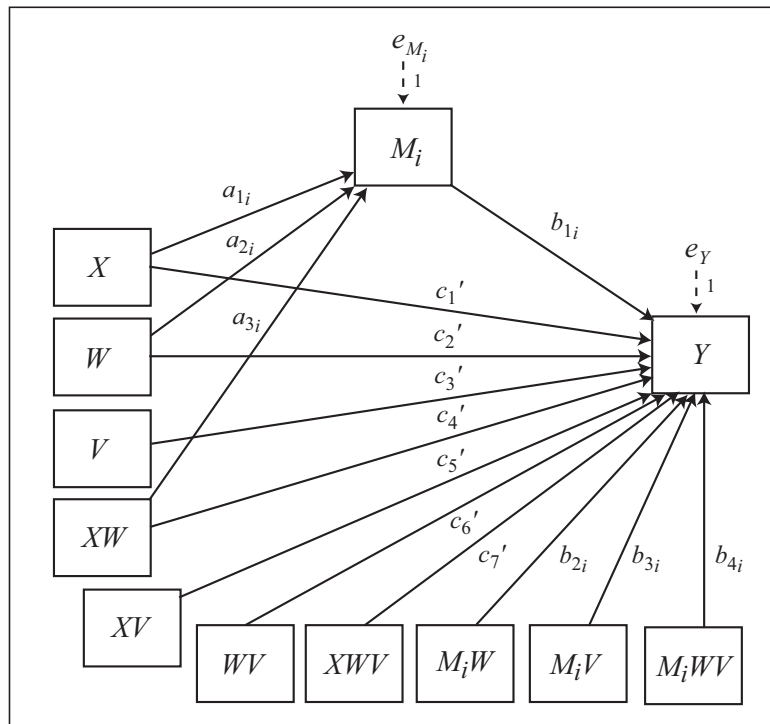 e_{M_i}
1
M_i
a_{1i}
a_{2i}
a_{3i}
b_{1i}
X
c_1′
e_Y
1
W
c_2′
Y
V
c_3′
c_4′
XW
c_5′
c_6′
c_7′
b_{2i}
b_{3i}
b_{4i}
XV
WV
XWV
M_iW
M_iV
M_iWV